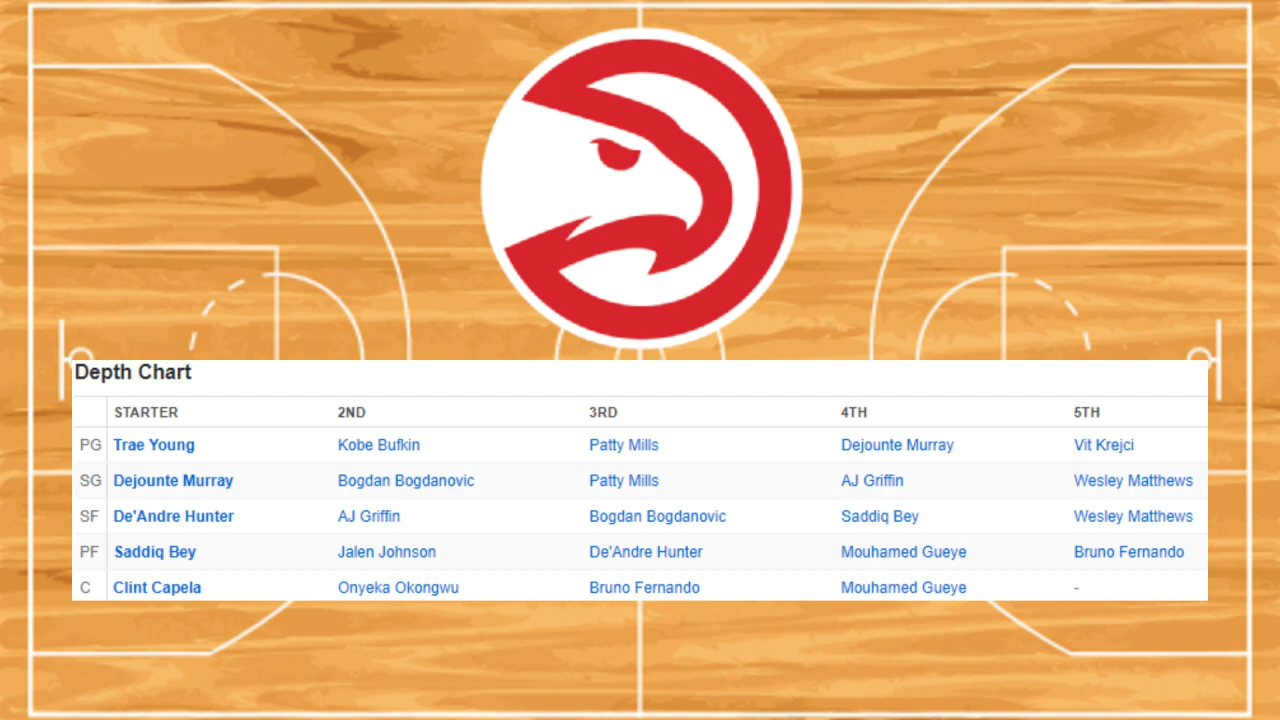 Depth Chart
STARTER 2ND 3RD 4TH 5TH
PG Trae Young Kobe Bufkin Patty Mills Dejounte Murray Vit Krejci
SG Dejounte Murray Bogdan Bogdanovic Patty Mills AJ Griffin Wesley Matthews
SF De'Andre Hunter AJ Griffin Bogdan Bogdanovic Saddiq Bey Wesley Matthews
PF Saddiq Bey Jalen Johnson De'Andre Hunter Mouhamed Gueye Bruno Fernando
C Clint Capela Onyeka Okongwu Bruno Fernando Mouhamed Gueye -